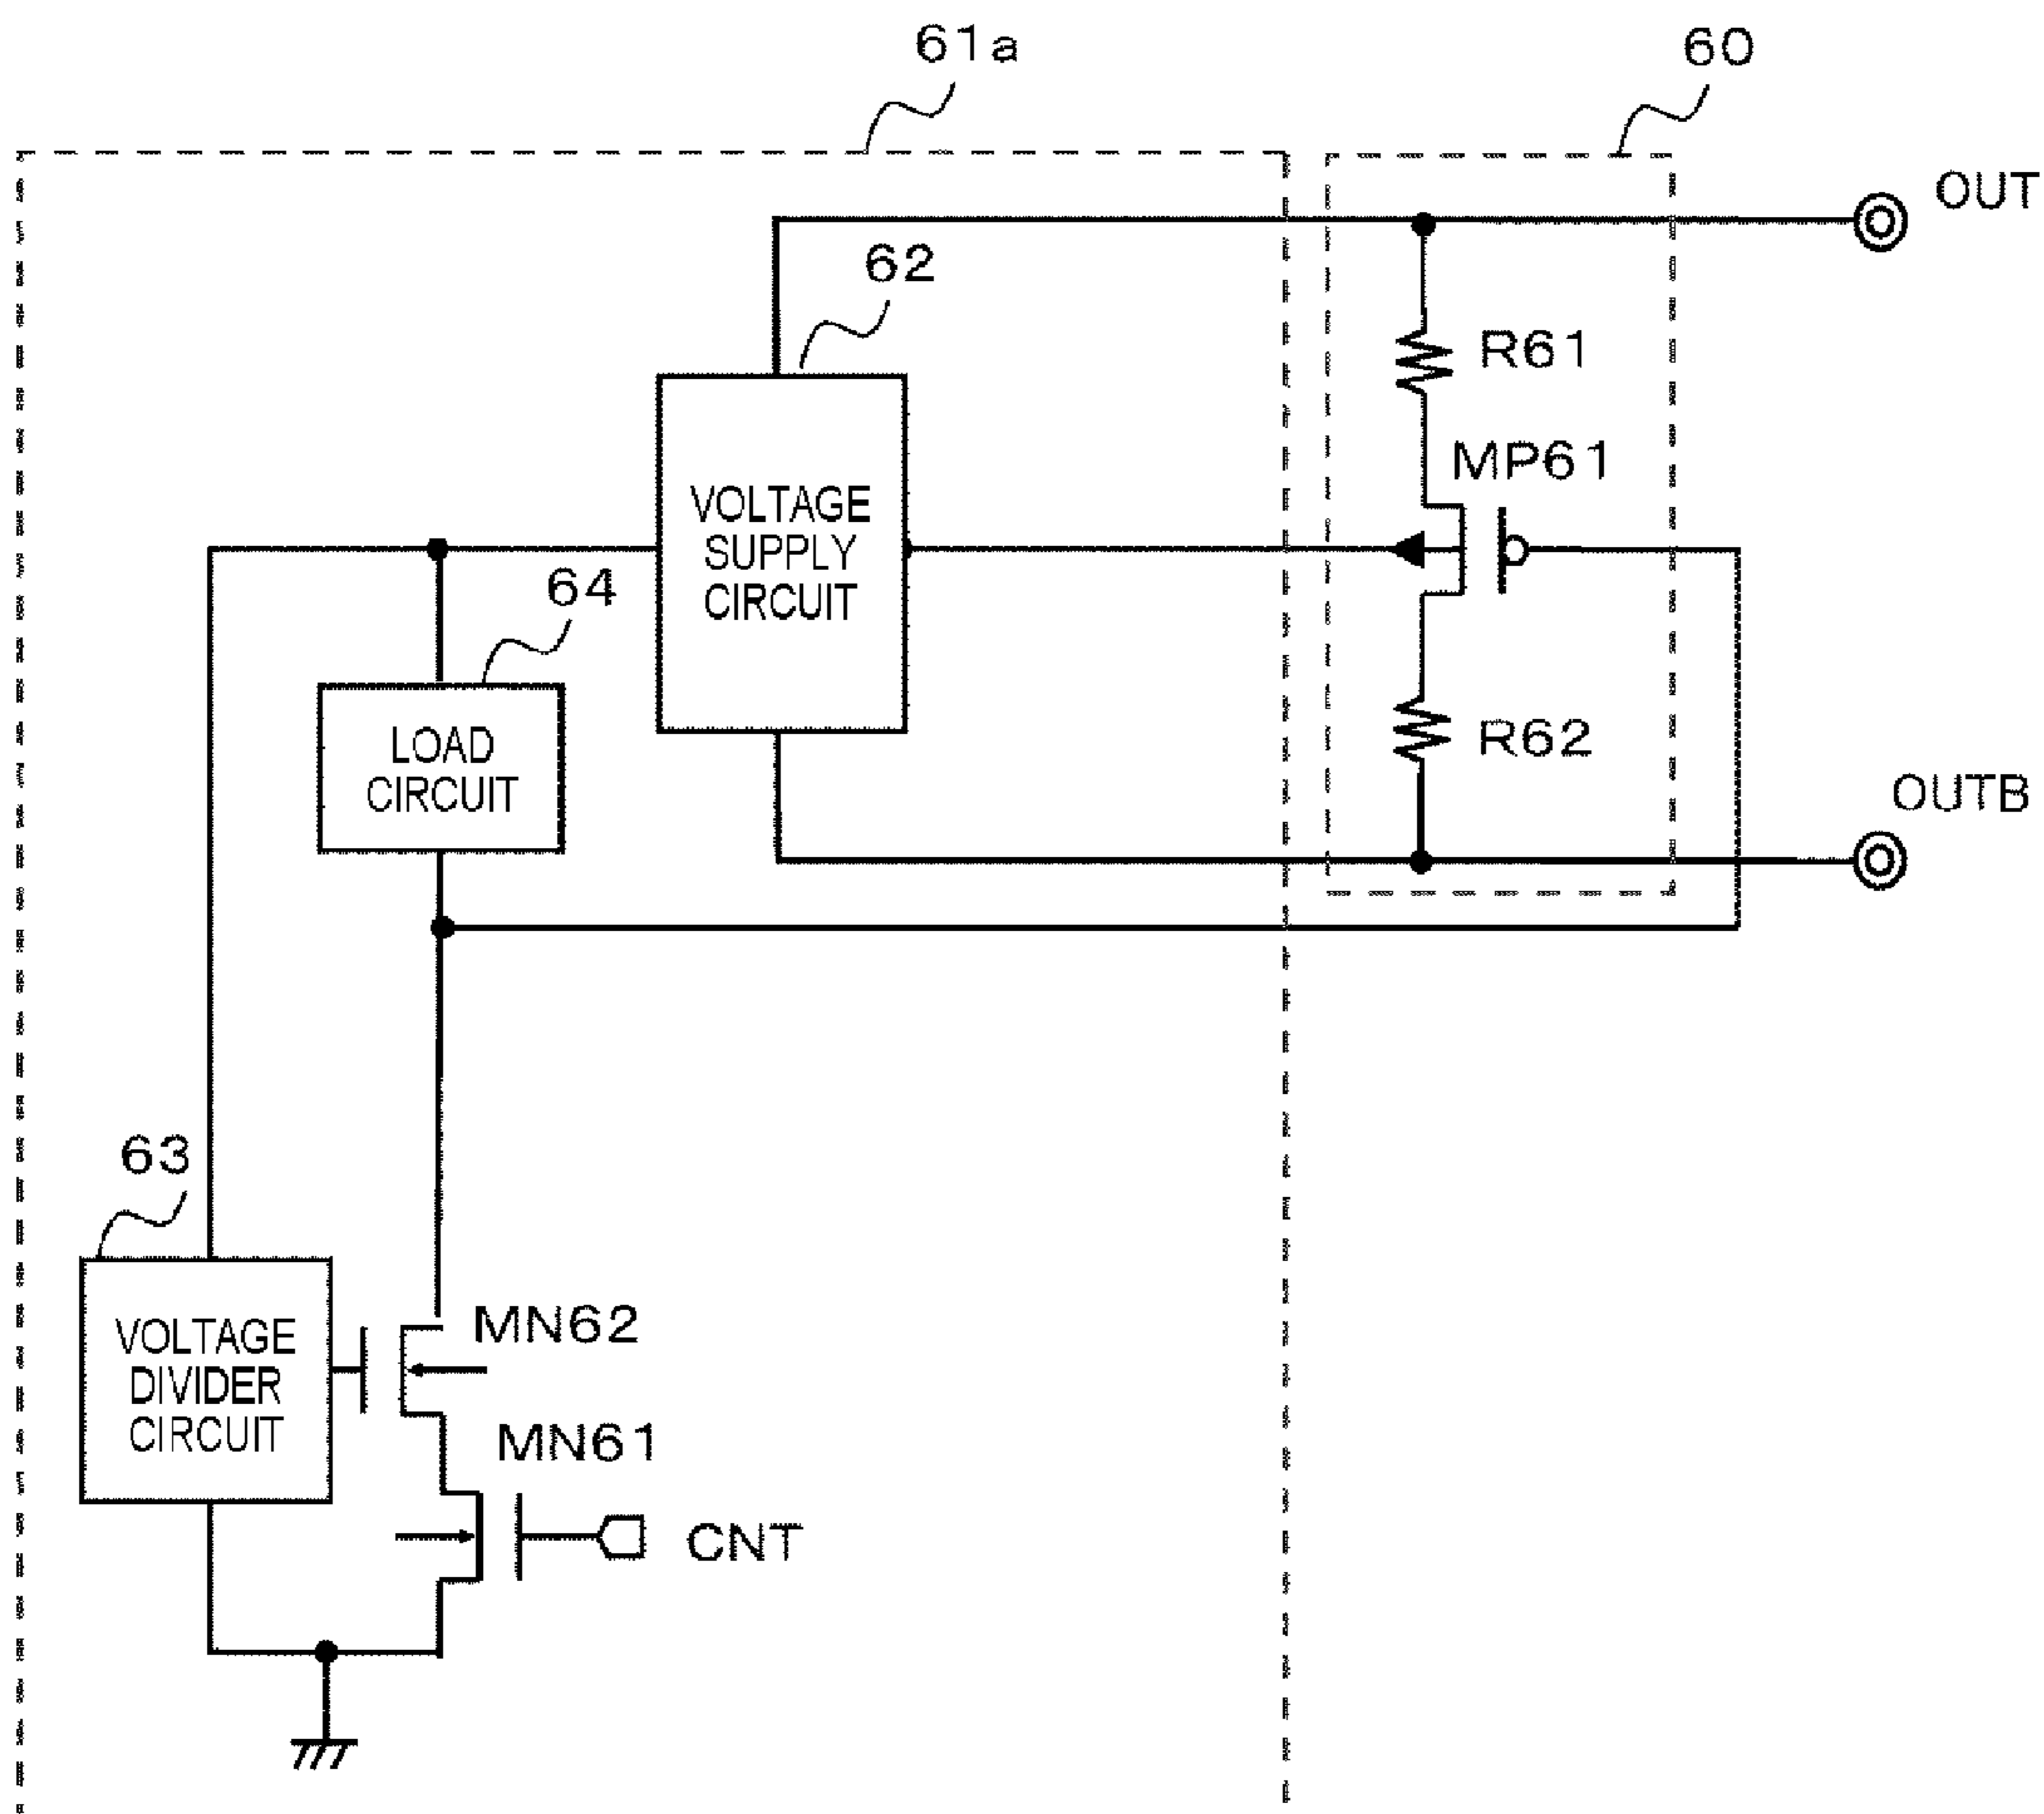 61a
60
OUT
62
R61
MP61
VOLTAGE
SUPPLY
CIRCUIT
64
LOAD
CIRCUIT
R62
OUTB
63
VOLTAGE
DIVIDER
CIRCUIT
MN62
MN61
CNT